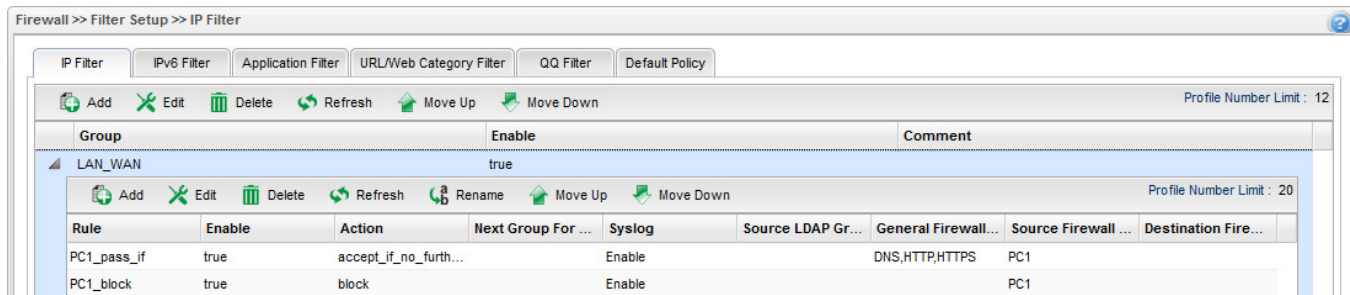 Firewall >> Filter Setup >> IP Filter
IP Filter IPv6 Filter Application Filter URL/Web Category Filter QQ Filter Default Policy
Add Edit Delete Refresh Move Up Move Down Profile Number Limit : 12
Group Enable Comment
LAN_WAN true
Add Edit Delete Refresh Rename Move Up Move Down Profile Number Limit : 20
Rule Enable Action Next Group For ... Syslog Source LDAP Gr... General Firewall... Source Firewall ... Destination Fire...
PC1_pass_if true accept_if_no_furth... Enable DNS,HTTP,HTTPS PC1
PC1_block true block Enable PC1